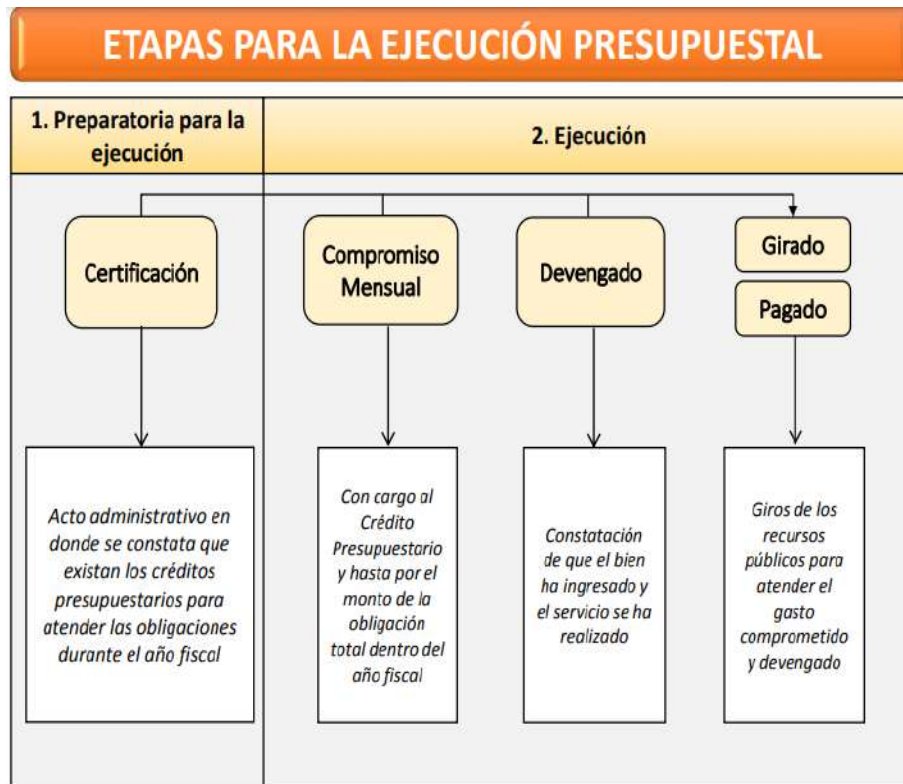 ETAPAS PARA LA EJECUCIÓN PRESUPUESTAL
1. Preparatoria para la
ejecución
2. Ejecución
Certificación
Compromiso
Mensual
Devengado
Girado
Pagado
Acto administrativo en
donde se constata que
existan los créditos
presupuestarios para
atender las obligaciones
durante el año fiscal
Con cargo al
Crédito
Presupuestario
y hasta por el
monto de la
obligación
total dentro del
año fiscal
Constatación
de que el bien
ha ingresado y
el servicio se ha
realizado
Giros de los
recursos
públicos para
atender el
gasto
comprometido
y devengado